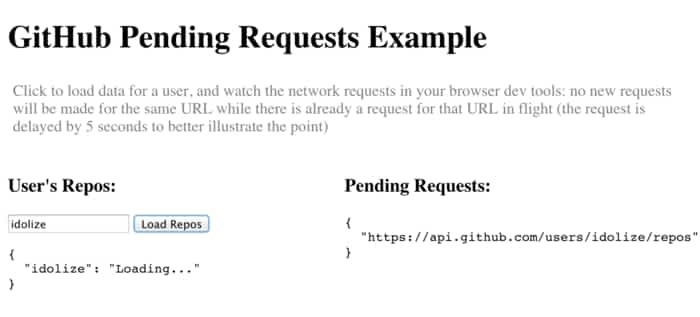 GitHub Pending Requests Example
Click to load data for a user, and watch the network requests in your browser dev tools: no new requests
will be made for the same URL while there is already a request for that URL in flight (the request is
delayed by 5 seconds to better illustrate the point)
User's Repos:
idolize Load Repos
{
"idolize": "Loading..."
}
Pending Requests:
{
"https://api.github.com/users/idolize/repos"
}